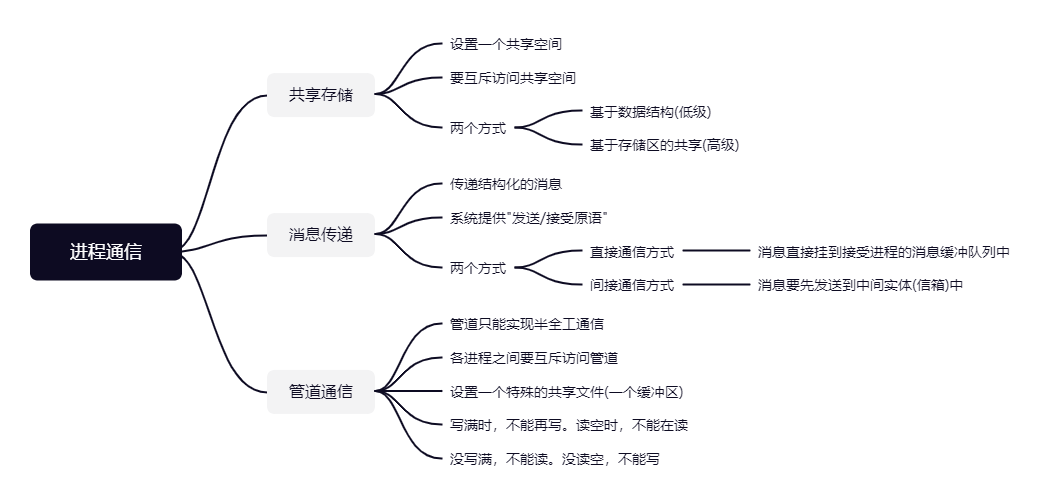 进程通信
共享存储
设置一个共享空间
要互斥访问共享空间
两个方式
基于数据结构(低级)
基于存储区的共享(高级)
消息传递
传递结构化的消息
系统提供"发送/接受原语"
两个方式
直接通信方式
消息直接挂到接受进程的消息缓冲队列中
间接通信方式
消息要先发送到中间实体(信箱)中
管道通信
管道只能实现半全工通信
各进程之间要互斥访问管道
设置一个特殊的共享文件(一个缓冲区)
写满时，不能再写。读空时，不能在读
没写满，不能读。没读空，不能写